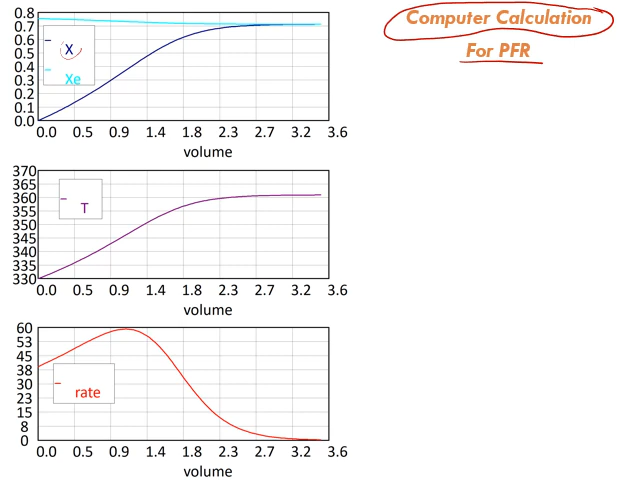 Computer Calculation
For PFR
0.8
0.7
0.6
0.5
0.4
0.3
0.2
0.1
0.0
X
Xe
0.0 0.5 0.9 1.4 1.8 2.3 2.7 3.2 3.6
volume
370
365
360
355
350
345
340
335
330
T
0.0 0.5 0.9 1.4 1.8 2.3 2.7 3.2 3.6
volume
60
53
45
38
30
23
15
8
0
rate
0.0 0.5 0.9 1.4 1.8 2.3 2.7 3.2 3.6
volume